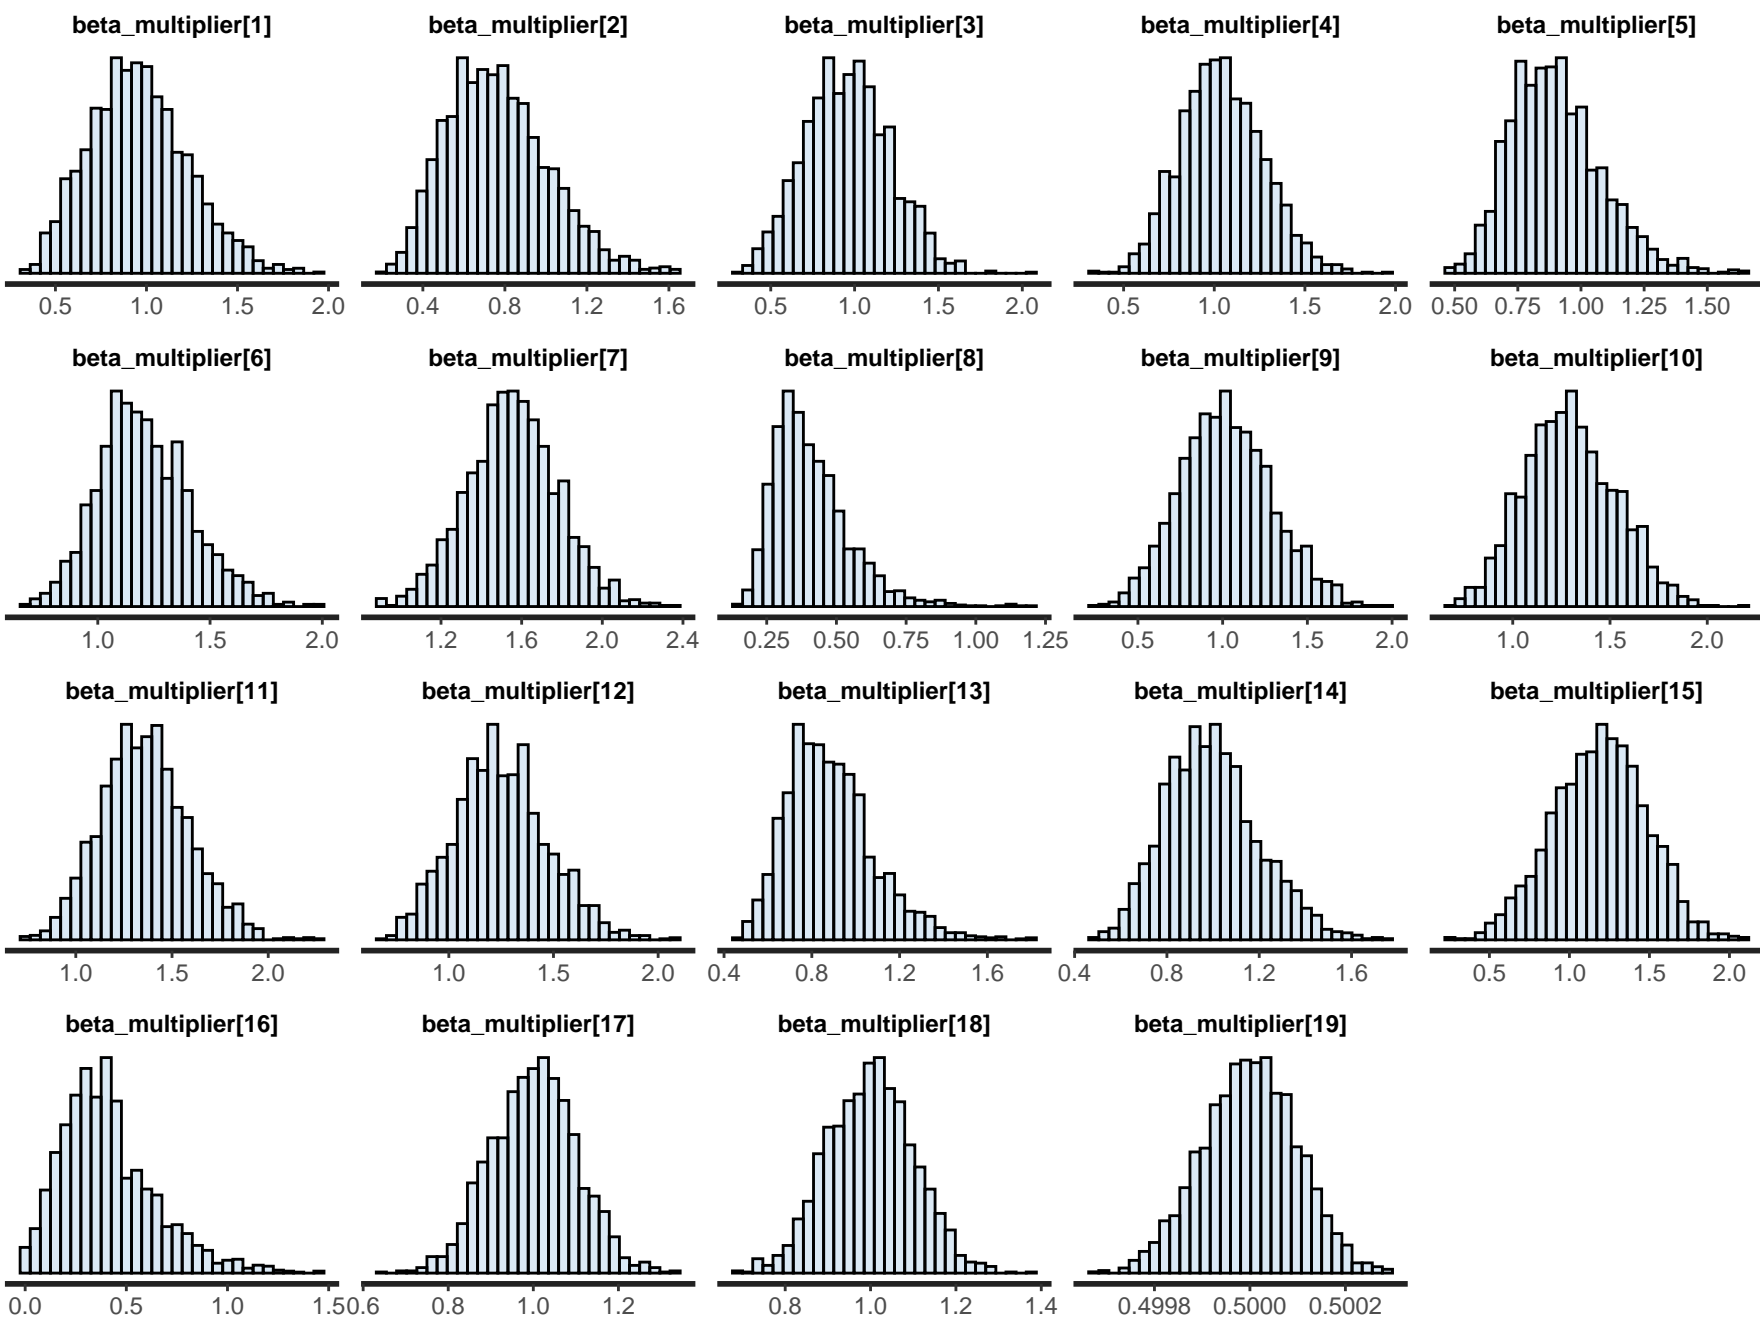 beta_multiplier[1] beta_multiplier[2] beta_multiplier[3] beta_multiplier[4] beta_multiplier[5]
0.5 1.0 1.5 2.0 0.4 0.8 1.2 1.6 0.5 1.0 1.5 2.0 0.5 1.0 1.5 2.0 0.50 0.75 1.00 1.25 1.50
beta_multiplier[6] beta_multiplier[7] beta_multiplier[8] beta_multiplier[9] beta_multiplier[10]
1.0 1.5 2.0 1.2 1.6 2.0 2.4 0.25 0.50 0.75 1.00 1.25 0.5 1.0 1.5 2.0 1.0 1.5 2.0
beta_multiplier[11] beta_multiplier[12] beta_multiplier[13] beta_multiplier[14] beta_multiplier[15]
1.0 1.5 2.0 1.0 1.5 2.0 0.4 0.8 1.2 1.6 0.4 0.8 1.2 1.6 0.5 1.0 1.5 2.0
beta_multiplier[16] beta_multiplier[17] beta_multiplier[18] beta_multiplier[19]
0.0 0.5 1.0 1.5 0.6 0.8 1.0 1.2 0.8 1.0 1.2 1.4 0.4998 0.5000 0.5002